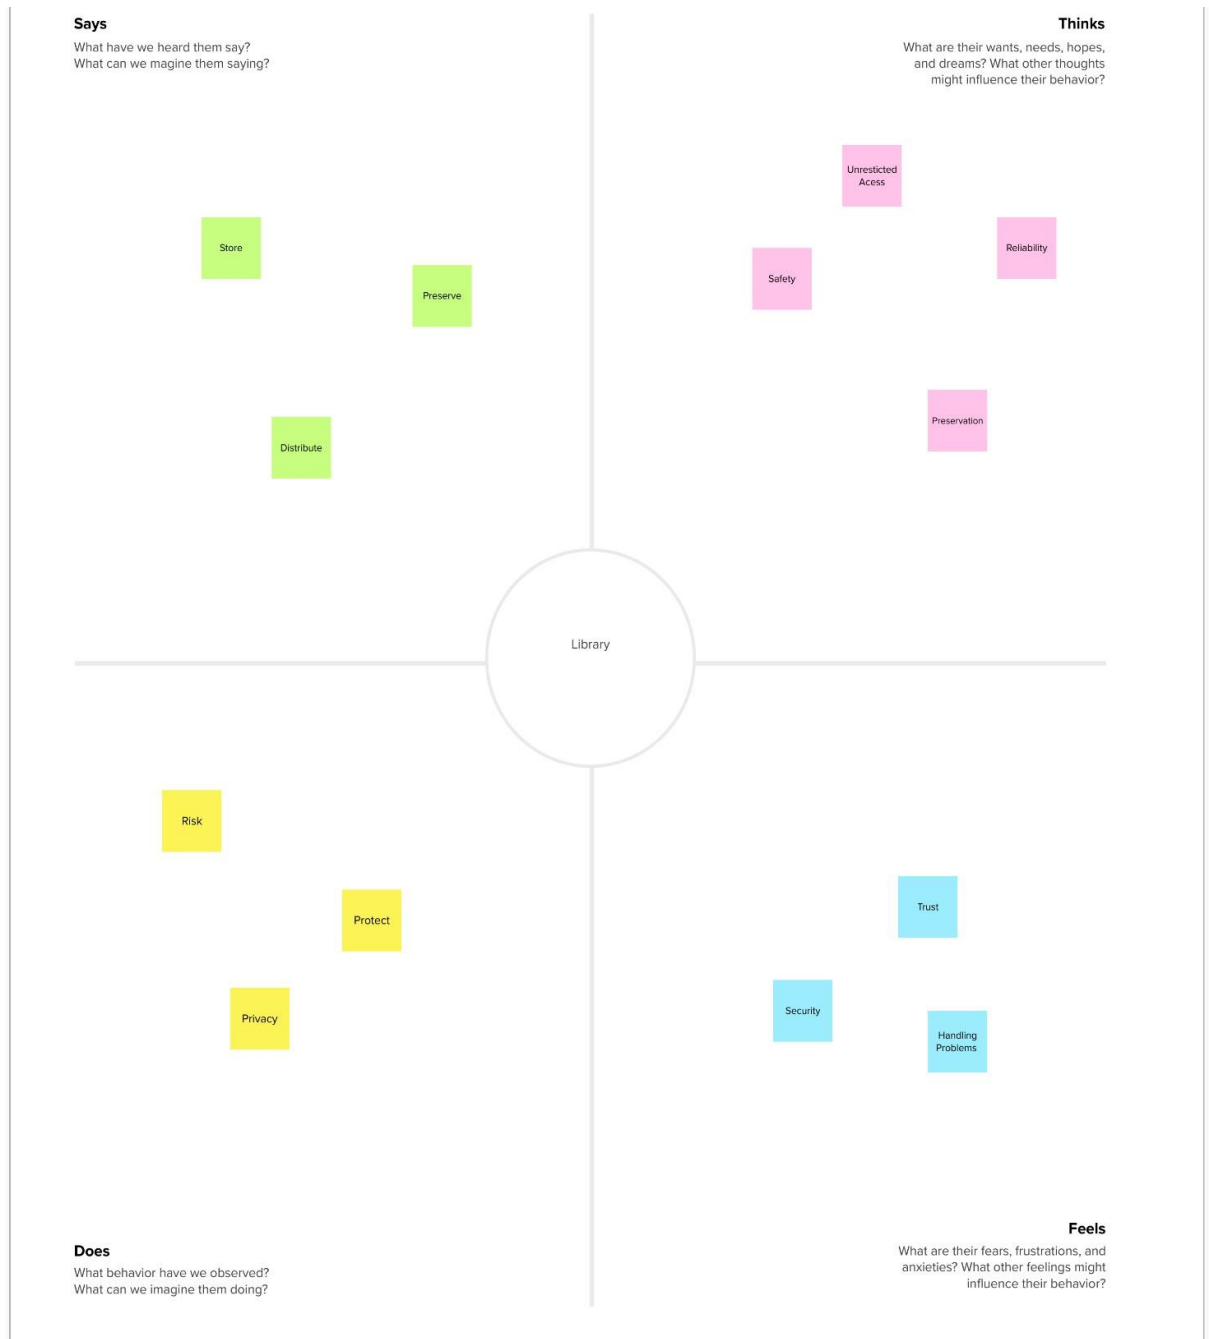 Says
What have we heard them say?
What can we magine them saying?
Thinks
What are their wants, needs, hopes,
and dreams? What other thoughts
might influence their behavior?
Unresticted
Acess
Store
Reliability
Safety
Preserve
Preservation
Distribute
Library
Risk
Protect
Privacy
Trust
Security
Handling
Problems
Does
What behavior have we observed?
What can we imagine them doing?
Feels
What are their fears, frustrations, and
anxieties? What other feelings might
influence their behavior?